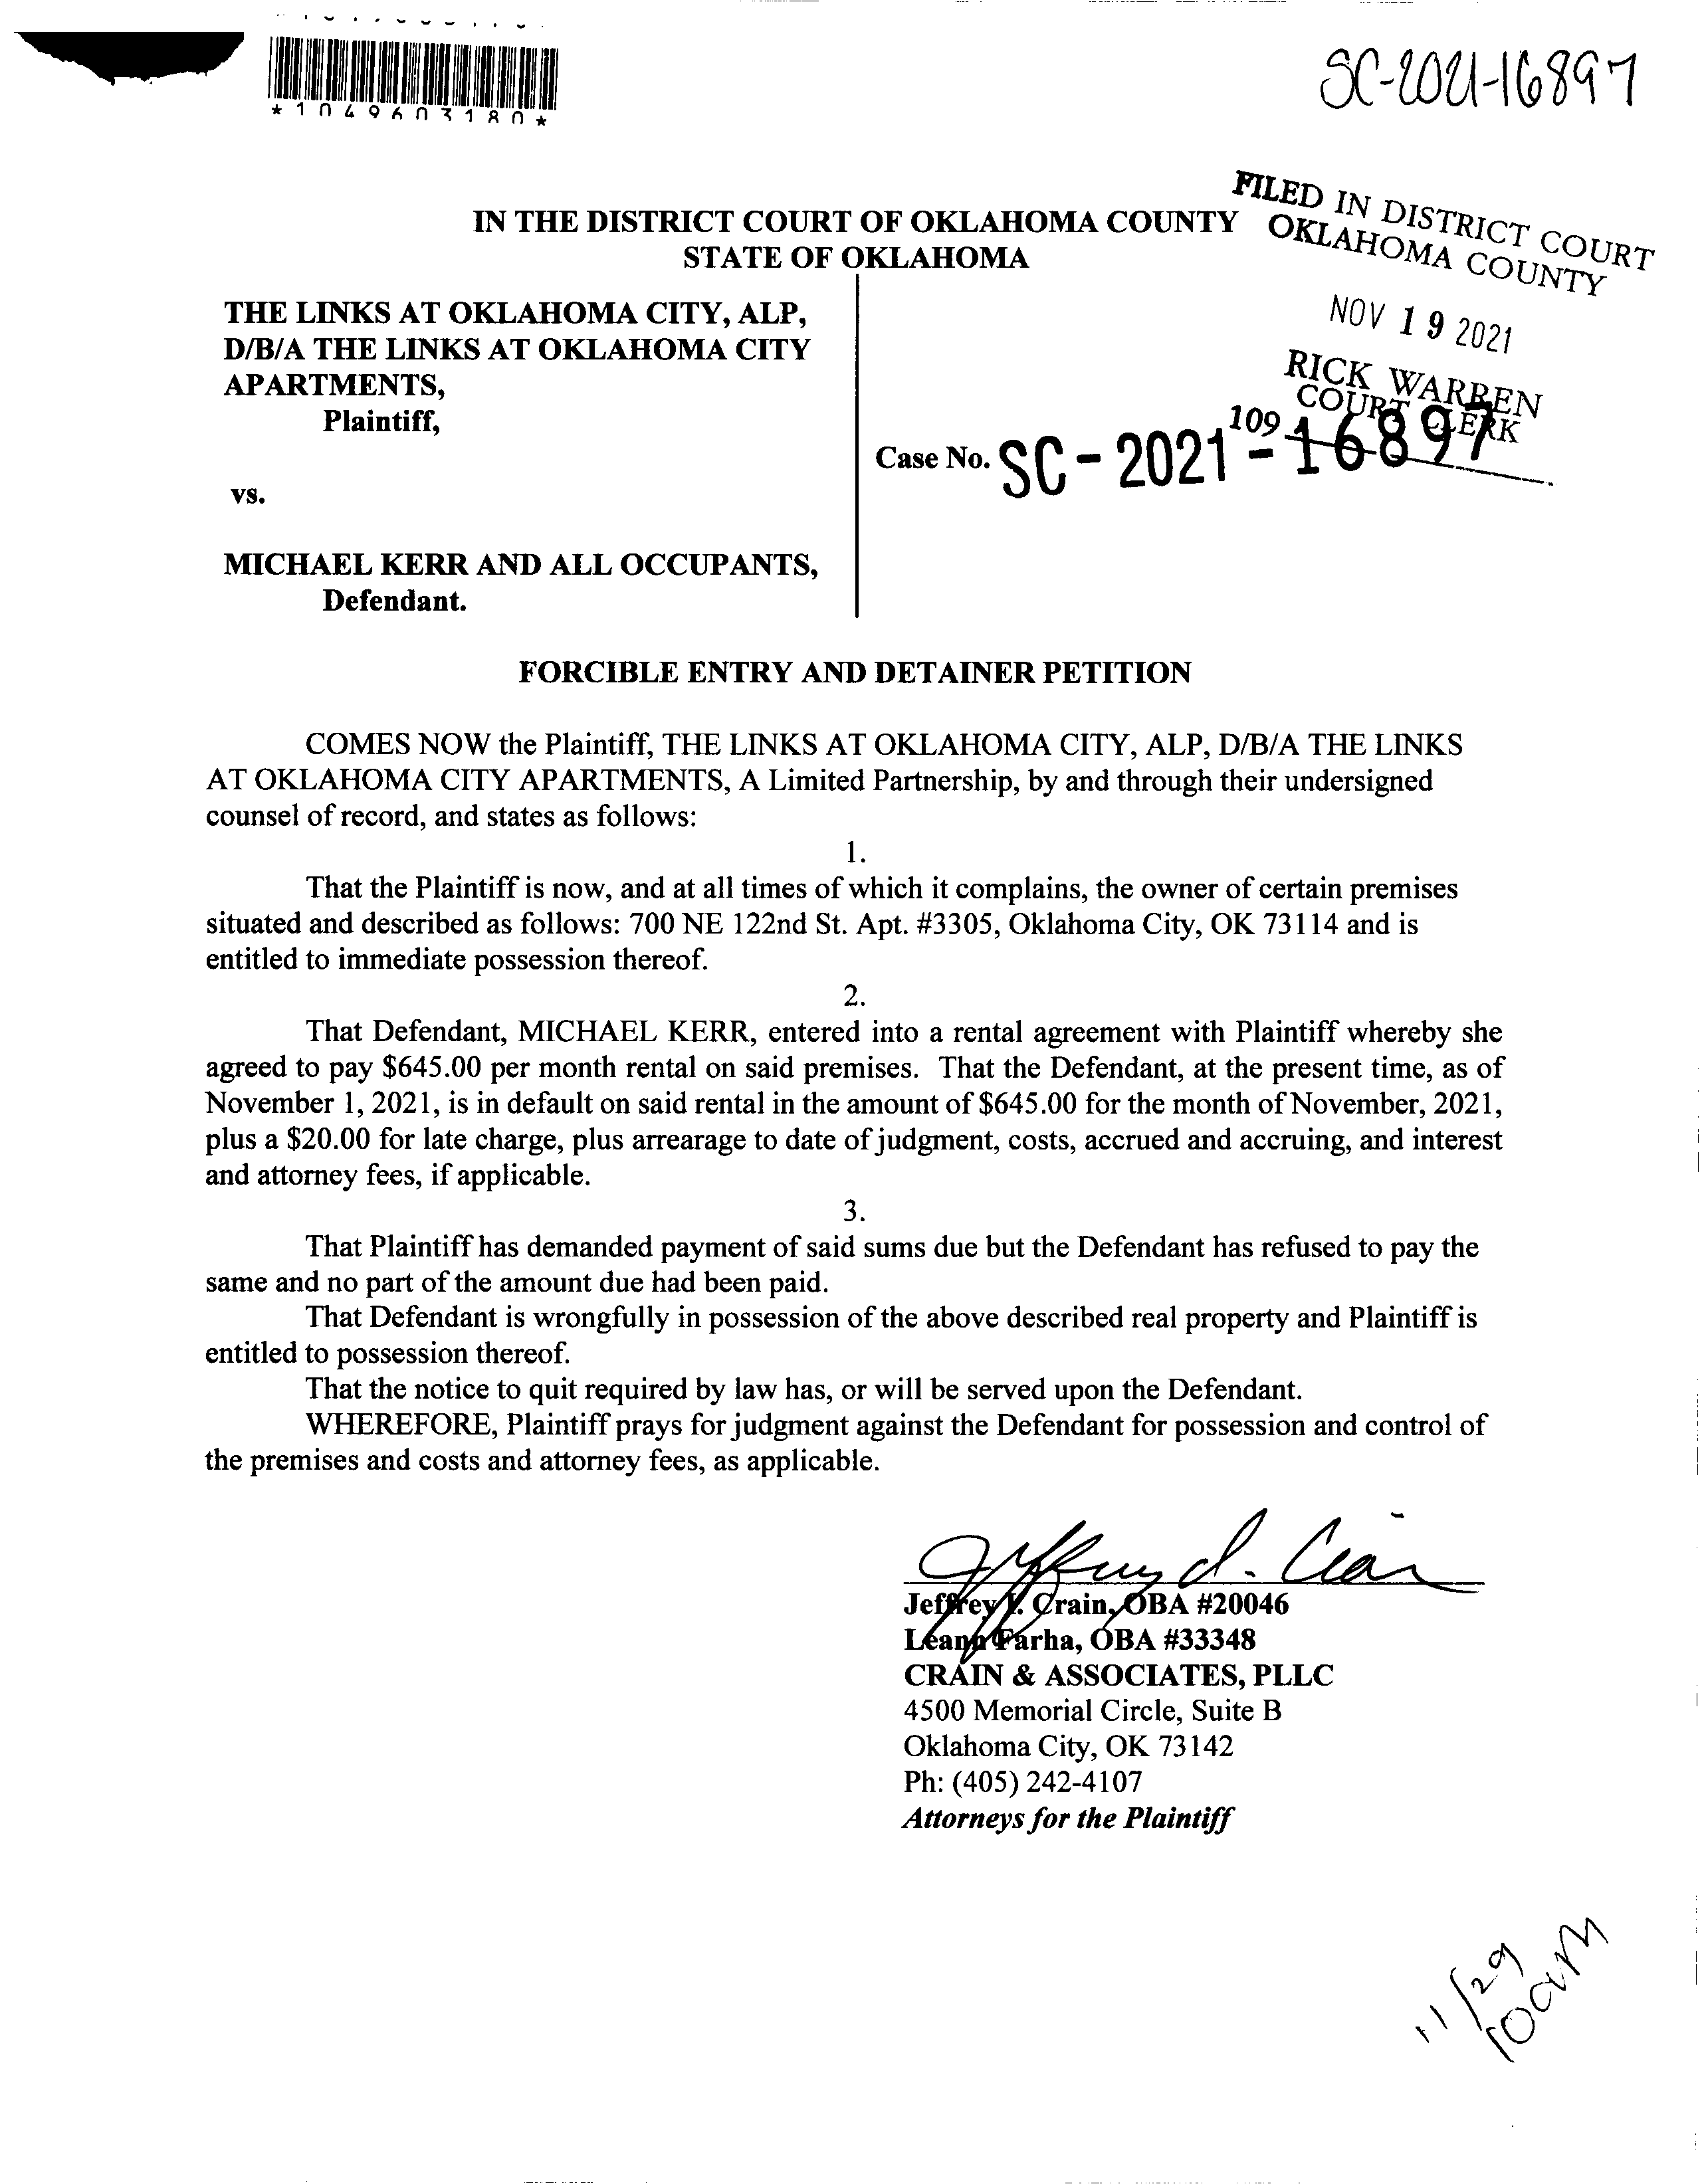 *1049603180*
SC-2021-16897
FILED IN DISTRICT COURT
OKLAHOMA COUNTY
NOV 19 2021
RICK WARREN
COURT CLERK
109
IN THE DISTRICT COURT OF OKLAHOMA COUNTY
STATE OF OKLAHOMA
THE LINKS AT OKLAHOMA CITY, ALP,
D/B/A THE LINKS AT OKLAHOMA CITY
APARTMENTS,
Plaintiff,
Case No. SC-2021-16897
vs.
MICHAEL KERR AND ALL OCCUPANTS,
Defendant.
FORCIBLE ENTRY AND DETAINER PETITION
COMES NOW the Plaintiff, THE LINKS AT OKLAHOMA CITY, ALP, D/B/A THE LINKS
AT OKLAHOMA CITY APARTMENTS, A Limited Partnership, by and through their undersigned
counsel of record, and states as follows:
1.
That the Plaintiff is now, and at all times of which it complains, the owner of certain premises
situated and described as follows: 700 NE 122nd St. Apt. #3305, Oklahoma City, OK 73114 and is
entitled to immediate possession thereof.
2.
That Defendant, MICHAEL KERR, entered into a rental agreement with Plaintiff whereby she
agreed to pay $645.00 per month rental on said premises. That the Defendant, at the present time, as of
November 1, 2021, is in default on said rental in the amount of $645.00 for the month of November, 2021,
plus a $20.00 for late charge, plus arrearage to date of judgment, costs, accrued and accruing, and interest
and attorney fees, if applicable.
3.
That Plaintiff has demanded payment of said sums due but the Defendant has refused to pay the
same and no part of the amount due had been paid.
That Defendant is wrongfully in possession of the above described real property and Plaintiff is
entitled to possession thereof.
That the notice to quit required by law has, or will be served upon the Defendant.
WHEREFORE, Plaintiff prays for judgment against the Defendant for possession and control of
the premises and costs and attorney fees, as applicable.
Jeffrey I. Crain, OBA #20046
Leann Farha, OBA #33348
CRAIN & ASSOCIATES, PLLC
4500 Memorial Circle, Suite B
Oklahoma City, OK 73142
Ph: (405) 242-4107
Attorneys for the Plaintiff
11/29
10am